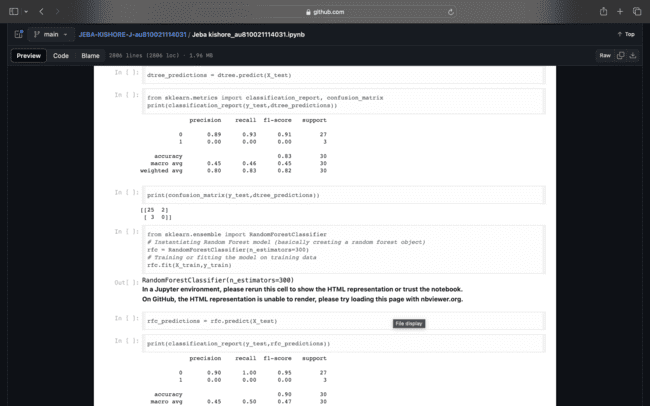 github.com
main
JEBA-KISHORE-J-au810021114031 / Jeba kishore_au810021114031.ipynb
Top
Preview Code Blame 2806 lines (2806 loc) · 1.96 MB
Raw
In [ ]: dtree_predictions = dtree.predict(X_test)
In [ ]: from sklearn.metrics import classification_report, confusion_matrix
print(classification_report(y_test,dtree_predictions))
precision recall f1-score support
0 0.89 0.93 0.91 27
1 0.00 0.00 0.00 3
accuracy 0.83 30
macro avg 0.45 0.46 0.45 30
weighted avg 0.80 0.83 0.82 30
In [ ]: print(confusion_matrix(y_test,dtree_predictions))
[[25 2]
[ 3 0]]
In [ ]: from sklearn.ensemble import RandomForestClassifier
# Instantiating Random Forest model (basically creating a random forest object)
rfc = RandomForestClassifier(n_estimators=300)
# Training or fitting the model on training data
rfc.fit(X_train,y_train)
Out[ ]: RandomForestClassifier(n_estimators=300)
In a Jupyter environment, please rerun this cell to show the HTML representation or trust the notebook.
On GitHub, the HTML representation is unable to render, please try loading this page with nbviewer.org.
In [ ]: rfc_predictions = rfc.predict(X_test)
File display
In [ ]: print(classification_report(y_test,rfc_predictions))
precision recall f1-score support
0 0.90 1.00 0.95 27
1 0.00 0.00 0.00 3
accuracy 0.90 30
macro avg 0.45 0.50 0.47 30